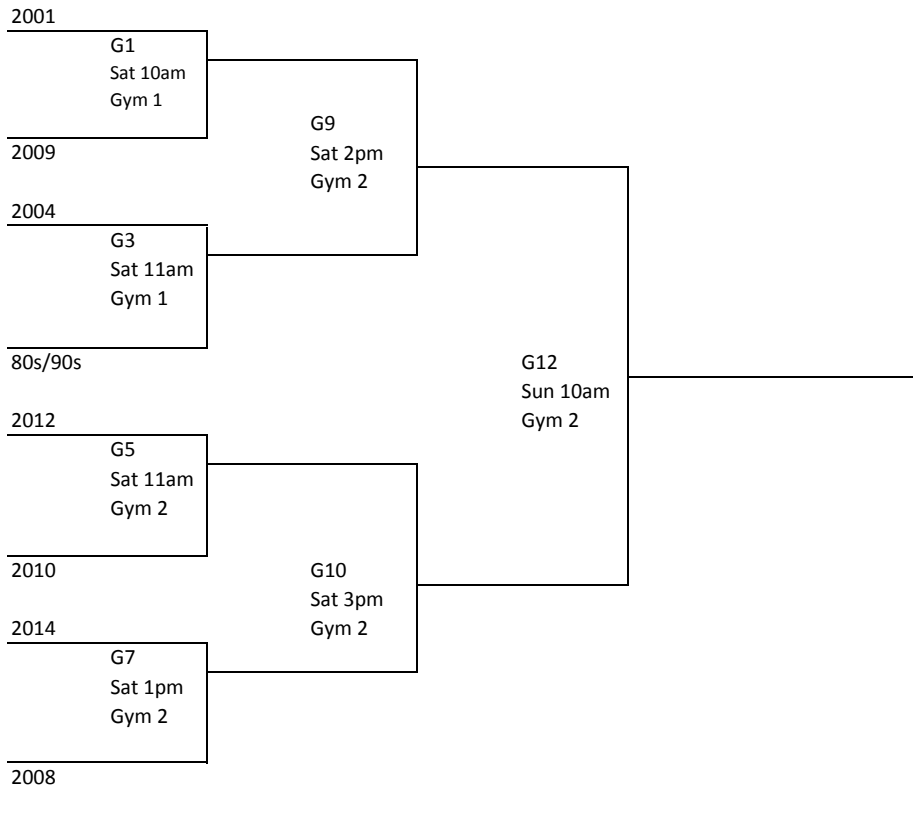 2001
G1
Sat 10am
Gym 1
2009
G9
Sat 2pm
Gym 2
2004
G3
Sat 11am
Gym 1
80s/90s
G12
Sun 10am
Gym 2
2012
G5
Sat 11am
Gym 2
2010
G10
Sat 3pm
Gym 2
2014
G7
Sat 1pm
Gym 2
2008